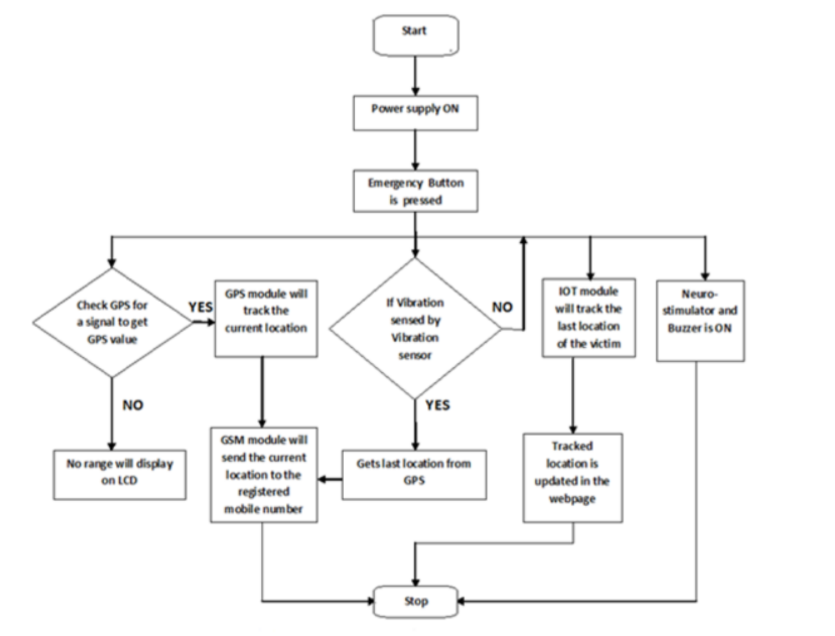 Start
Power supply ON
Emergency Button
is pressed
Check GPS for
a signal to get
GPS value
YES
GPS module will
track the
current location
If Vibration
sensed by
Vibration
sensor
NO
IOT module
will track the
last location
of the victim
Neuro-
stimulator and
Buzzer is ON
NO
YES
No range will display
on LCD
GSM module will
send the current
location to the
registered
mobile number
Gets last location from
GPS
Tracked
location is
updated in the
webpage
Stop